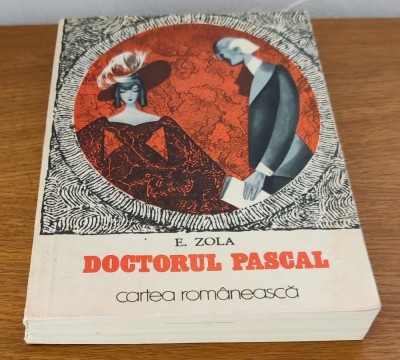 E. ZOLA
DOCTORUL PASCAL
cartea românească